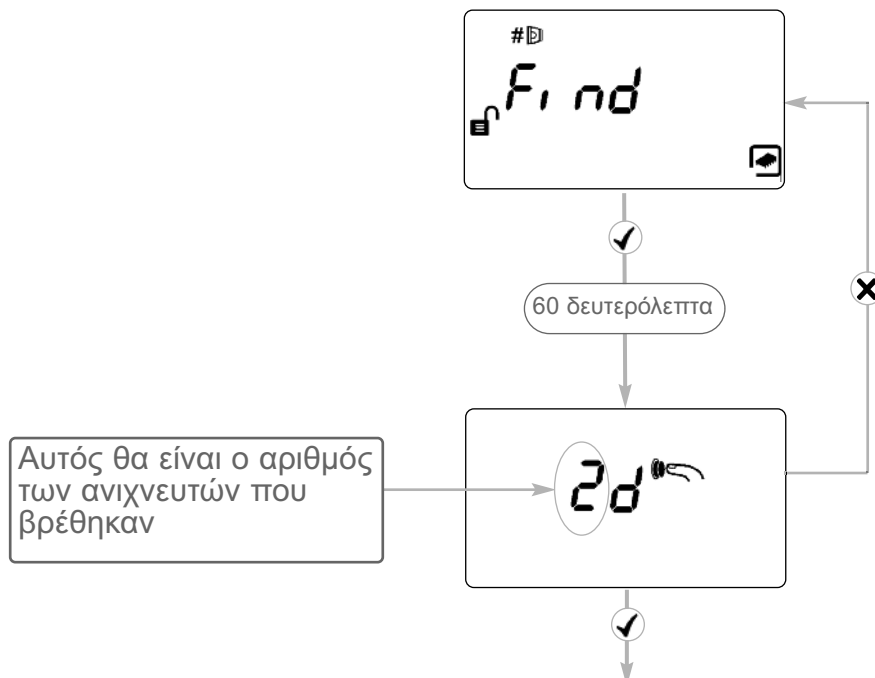 #
Find
60 δευτερόλεπτα
Αυτός θα είναι ο αριθμός
των ανιχνευτών που
βρέθηκαν
2d